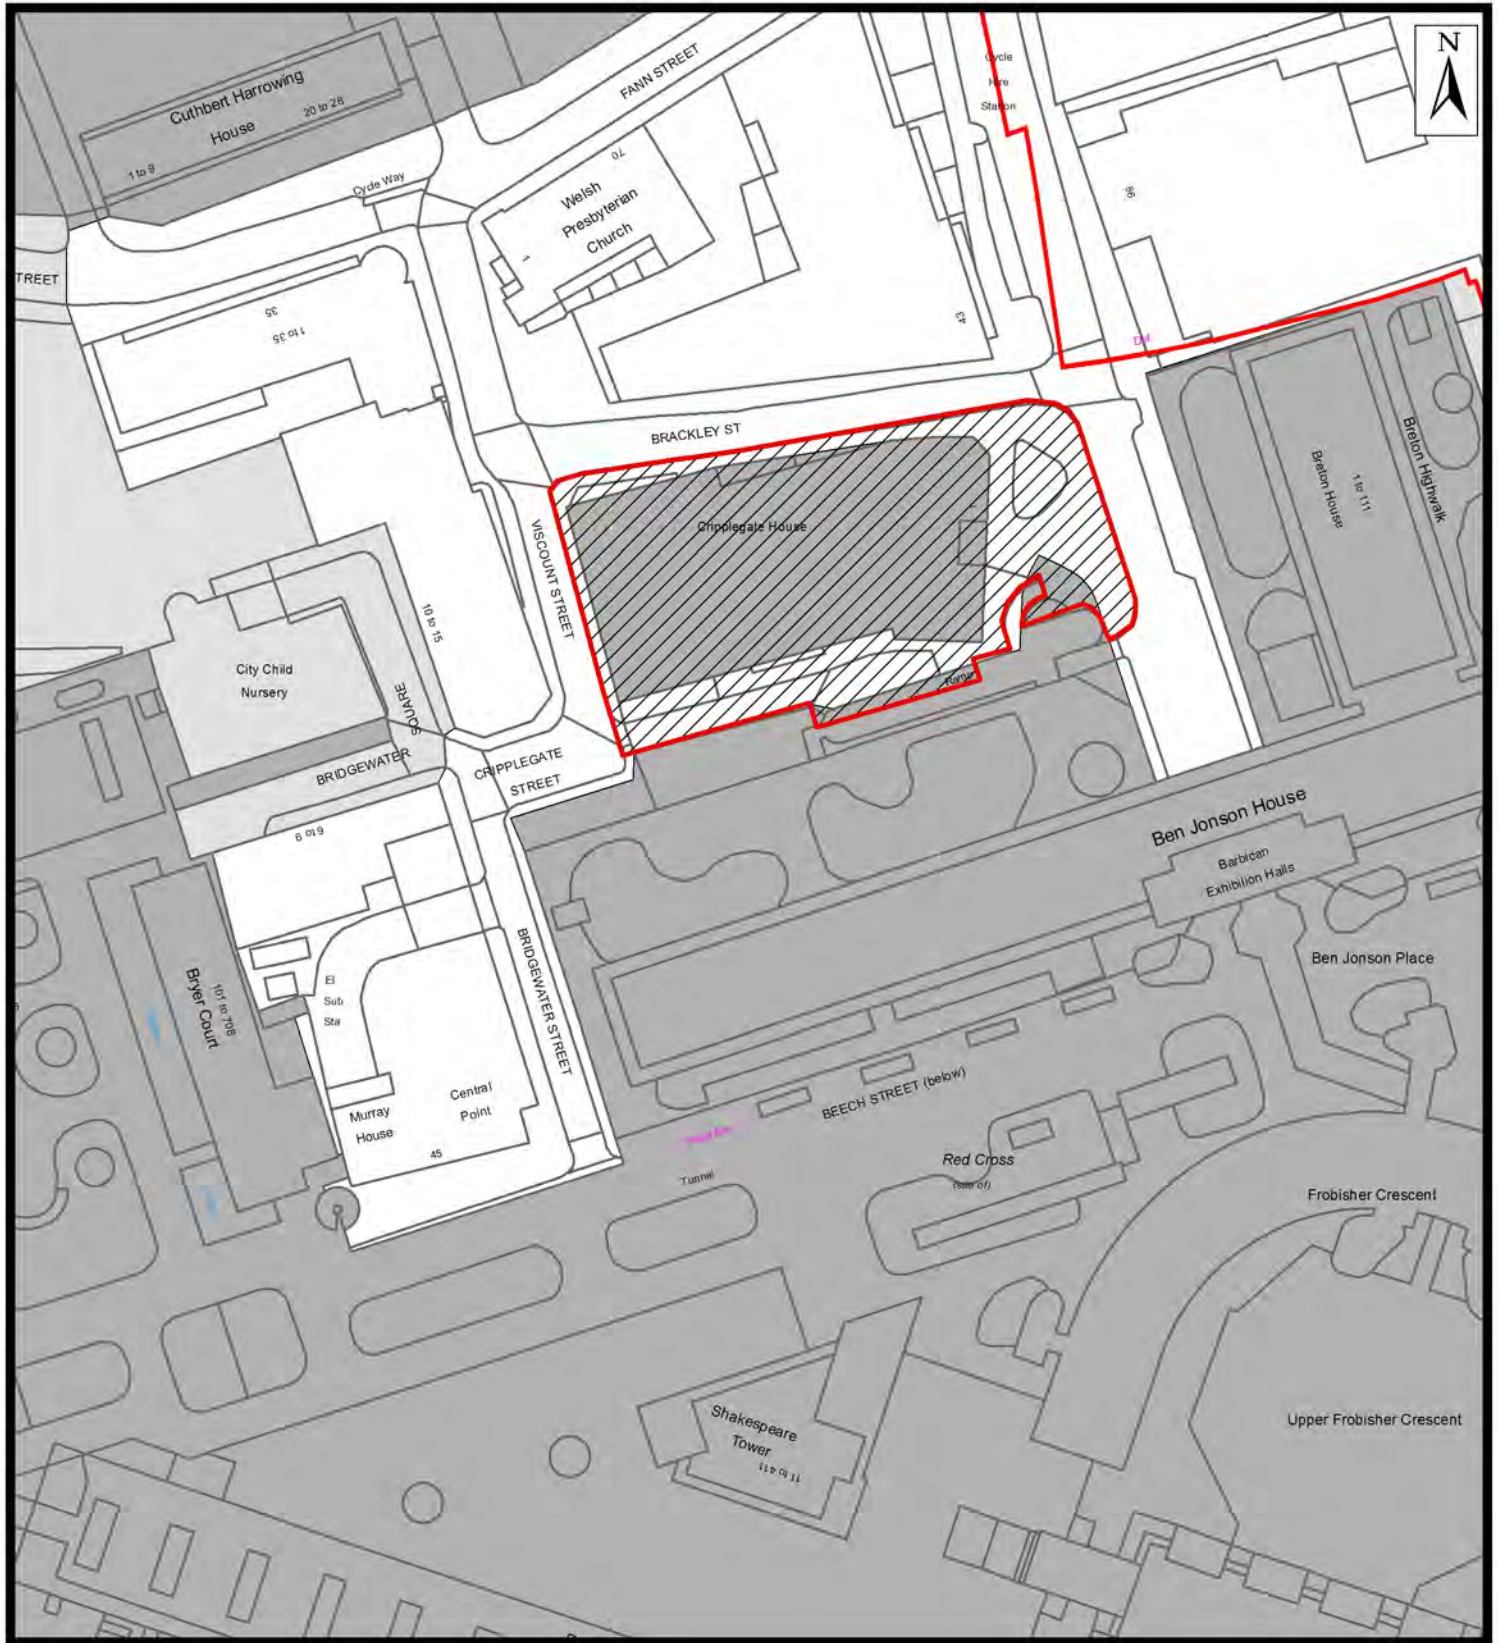 N
Cycle
Hire
Station
FANN STREET
Cuthbert Harrowing
House
20 to 28
1 to 9
Cycle Way
70
Welsh
Presbyterian
Church
1
98
TREET
35
1 to 35
43
Def
BRACKLEY ST
Cripplegate House
VISCOUNT STREET
Breton House
1 to 111
Breton Highwalk
10 to 15
City Child
Nursery
SQUARE
BRIDGEWATER
CRIPPLEGATE
STREET
Ramp
6 to 9
Ben Jonson House
Barbican
Exhibition Halls
BRIDGEWATER STREET
Ben Jonson Place
Bryer Court
101 to 708
El
Sub
Sta
Central
Point
Murray
House
45
BEECH STREET (below)
Tunnel
Red Cross
(site of)
Frobisher Crescent
Shakespeare
Tower
11 to 411
Upper Frobisher Crescent